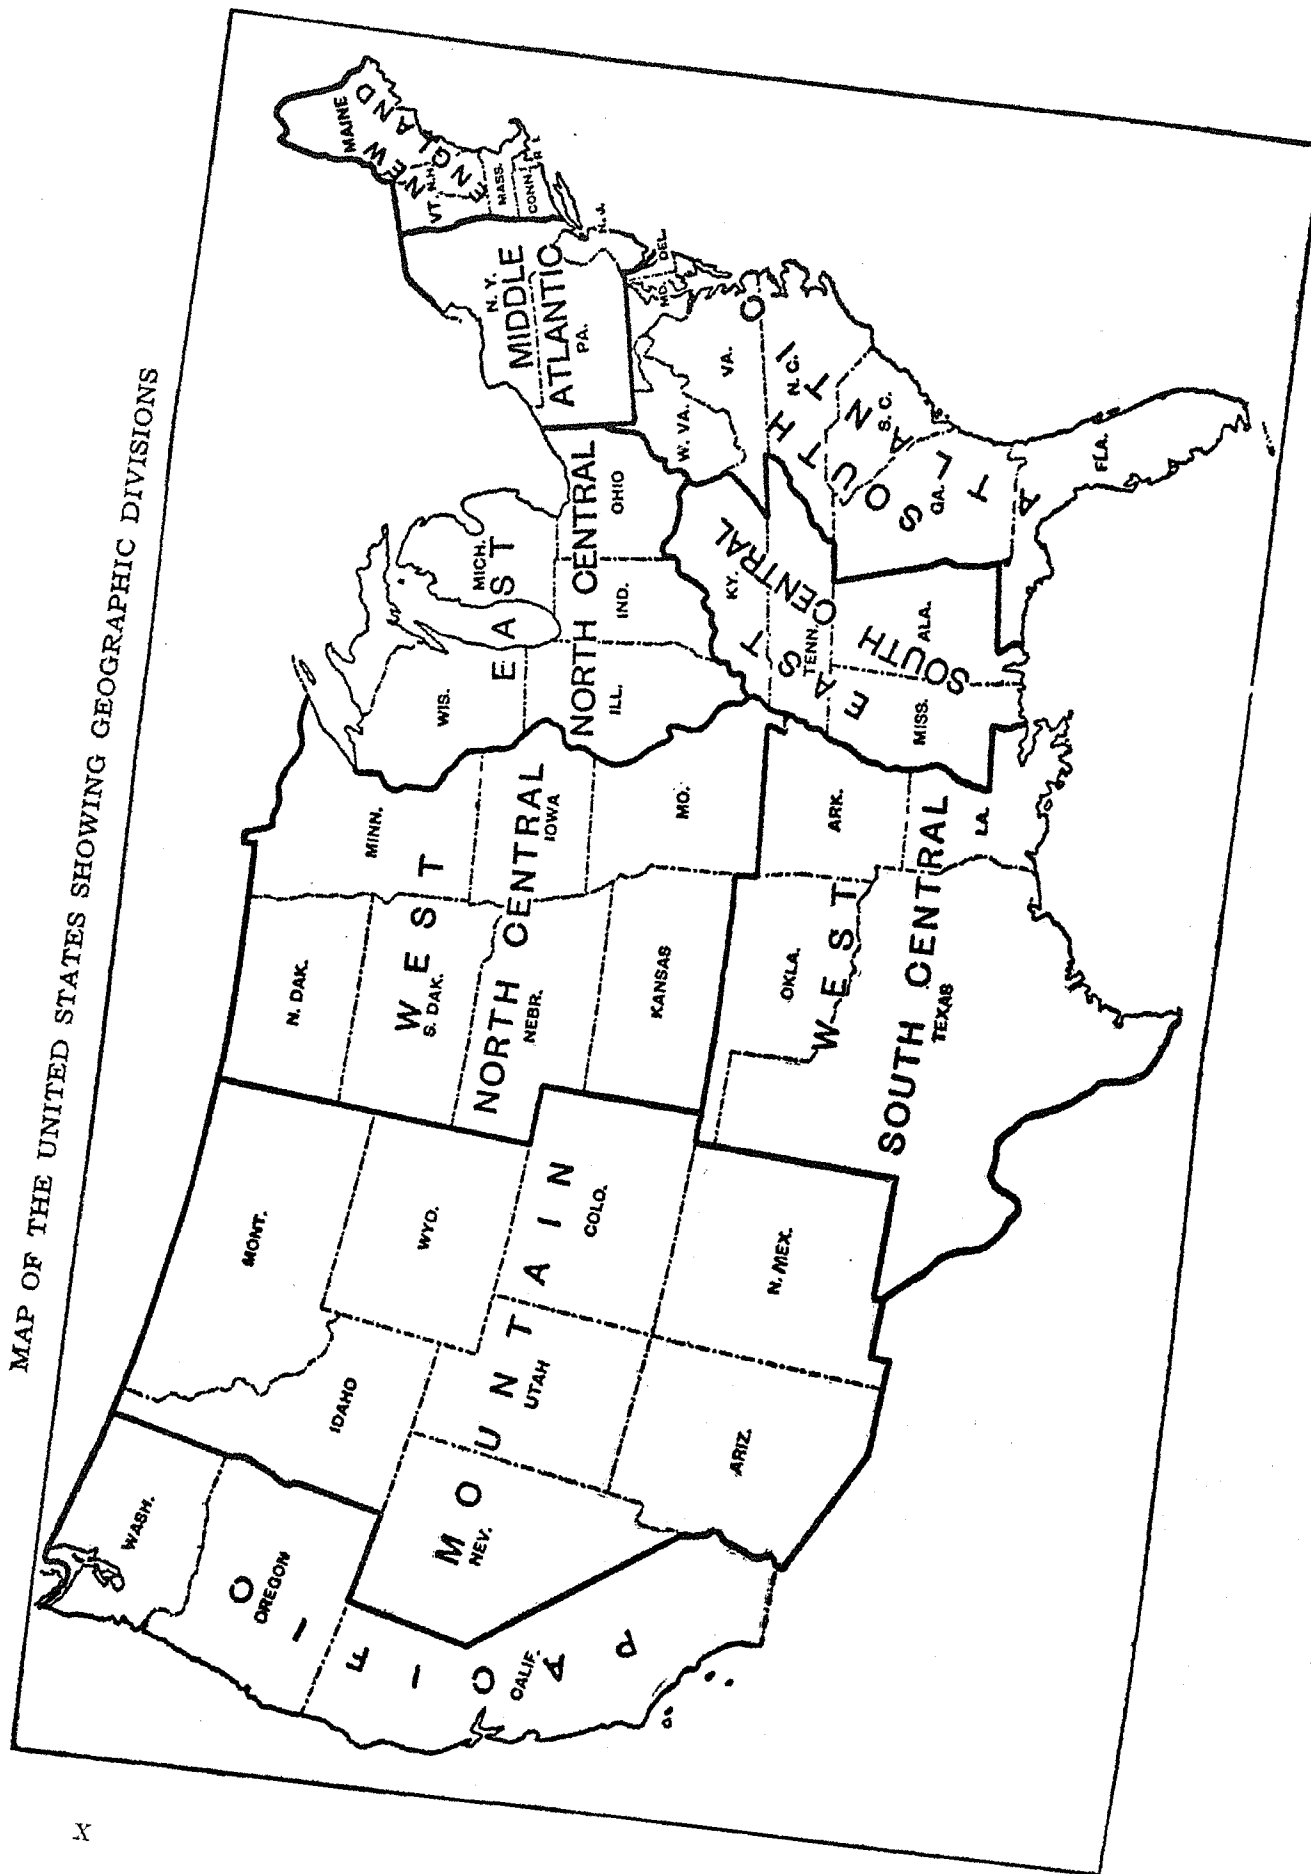 MAP OF THE UNITED STATES SHOWING GEOGRAPHIC DIVISIONS
WASH.
OREGON
CALIF.
PACIFIC
MONT.
IDAHO
WYO.
NEV.
UTAH
COLO.
ARIZ.
N. MEX.
MOUNTAIN
N. DAK.
S. DAK.
NEBR.
KANSAS
MINN.
IOWA
MO.
WEST
NORTH CENTRAL
OKLA.
TEXAS
ARK.
LA.
WEST
SOUTH CENTRAL
WIS.
MICH.
ILL.
IND.
OHIO
EAST
NORTH CENTRAL
KY.
TENN.
MISS.
ALA.
EAST
SOUTH CENTRAL
N. Y.
PA.
N.J.
MIDDLE
ATLANTIC
MAINE
VT.
N.H.
MASS.
CONN.
R. I.
NEW
ENGLAND
DEL.
MD.
W. VA.
VA.
N. C.
S. C.
GA.
FLA.
SOUTH
ATLANTIC
X